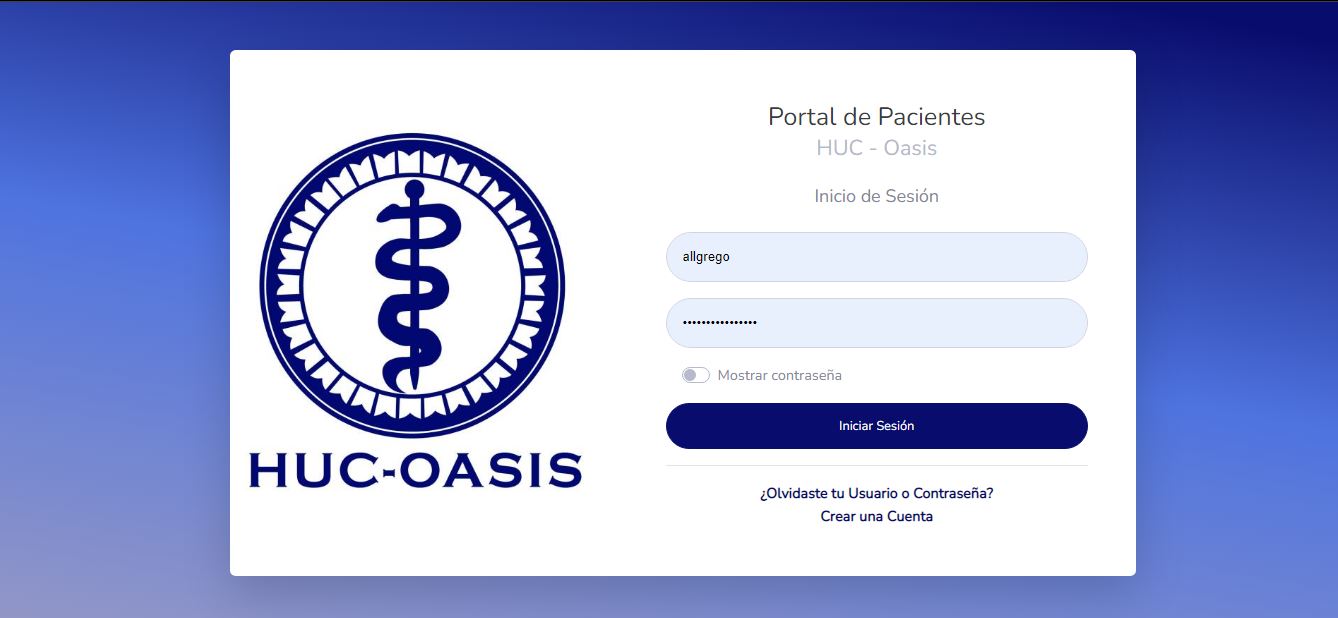 HUC-OASIS
Portal de Pacientes
HUC - Oasis
Inicio de Sesión
allgrego
••••••••••••••••
Mostrar contraseña
Iniciar Sesión
¿Olvidaste tu Usuario o Contraseña?
Crear una Cuenta